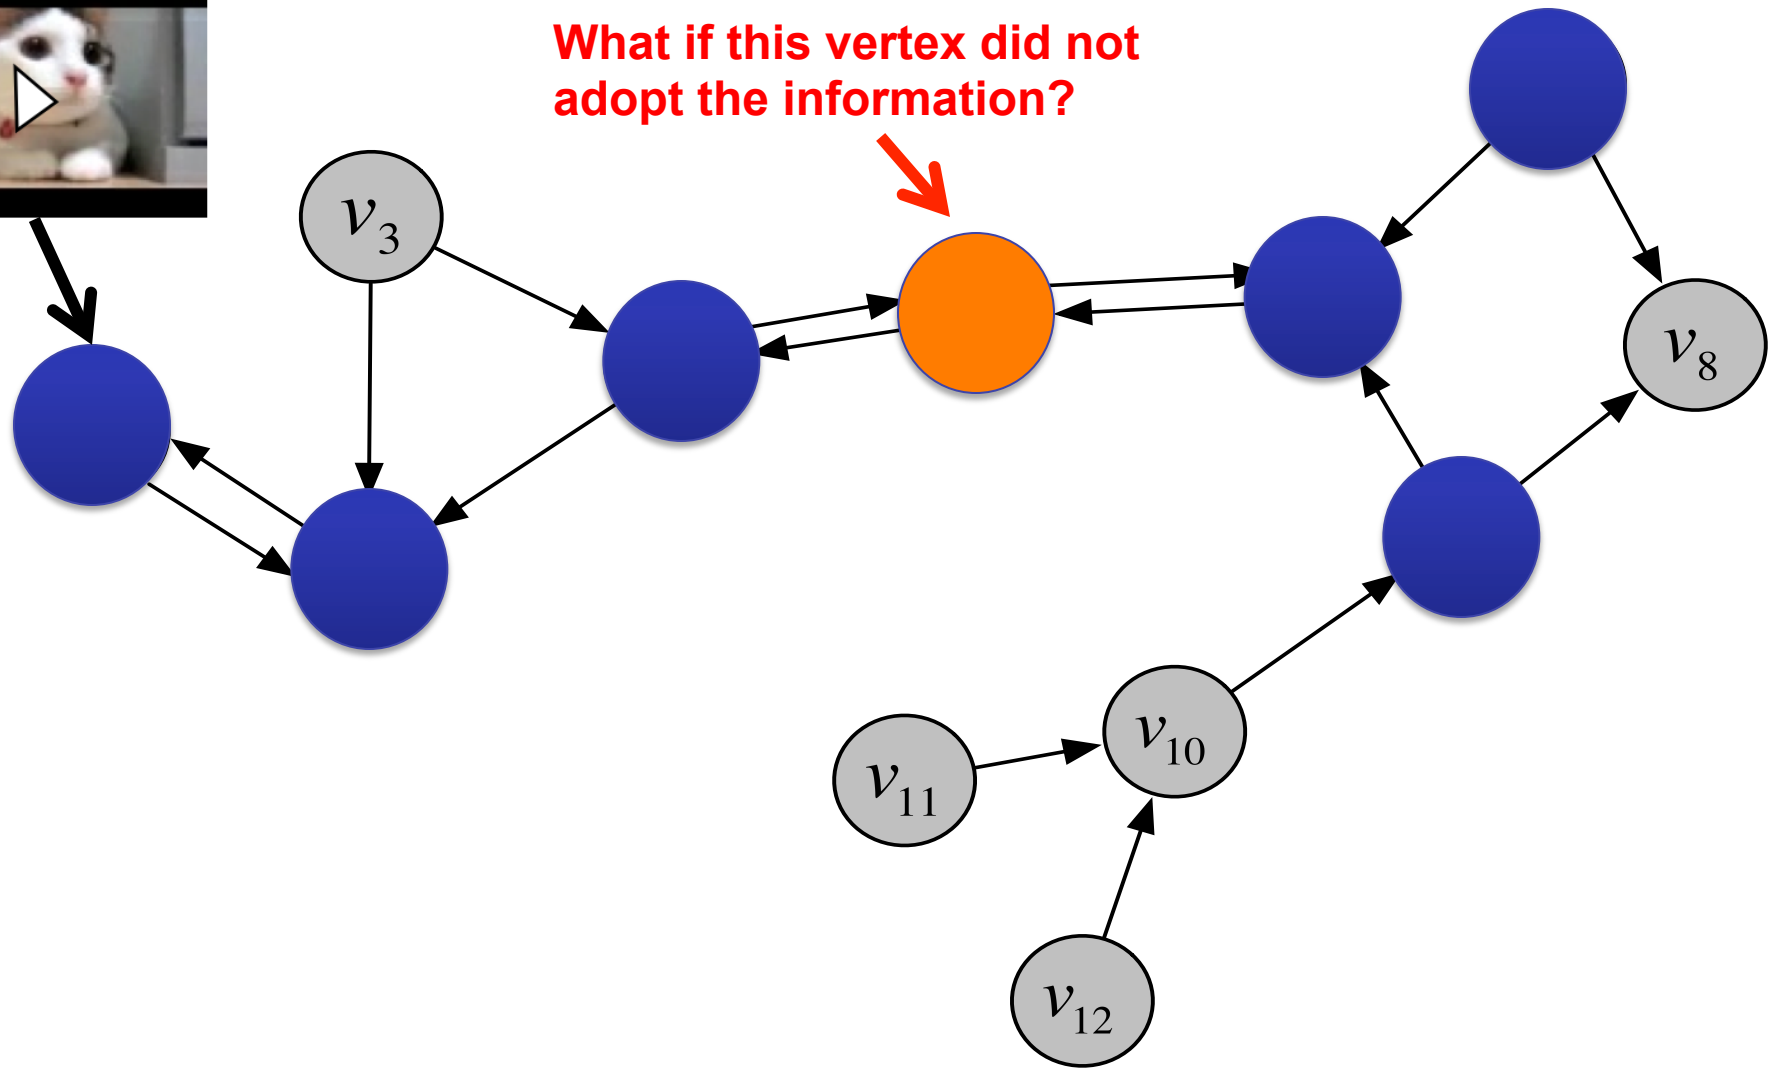 What if this vertex did not
adopt the information?
v3
v8
v10
v11
v12